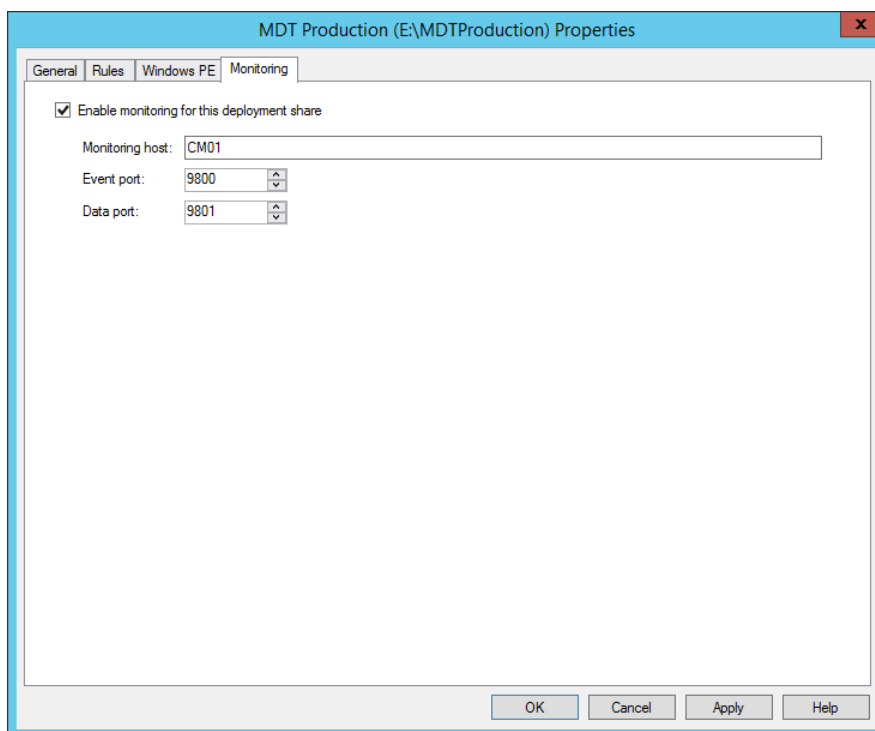 MDT Production (E:\MDTProduction) Properties
x
General Rules Windows PE Monitoring
Enable monitoring for this deployment share
Monitoring host: CM01
Event port: 9800
Data port: 9801
OK Cancel Apply Help